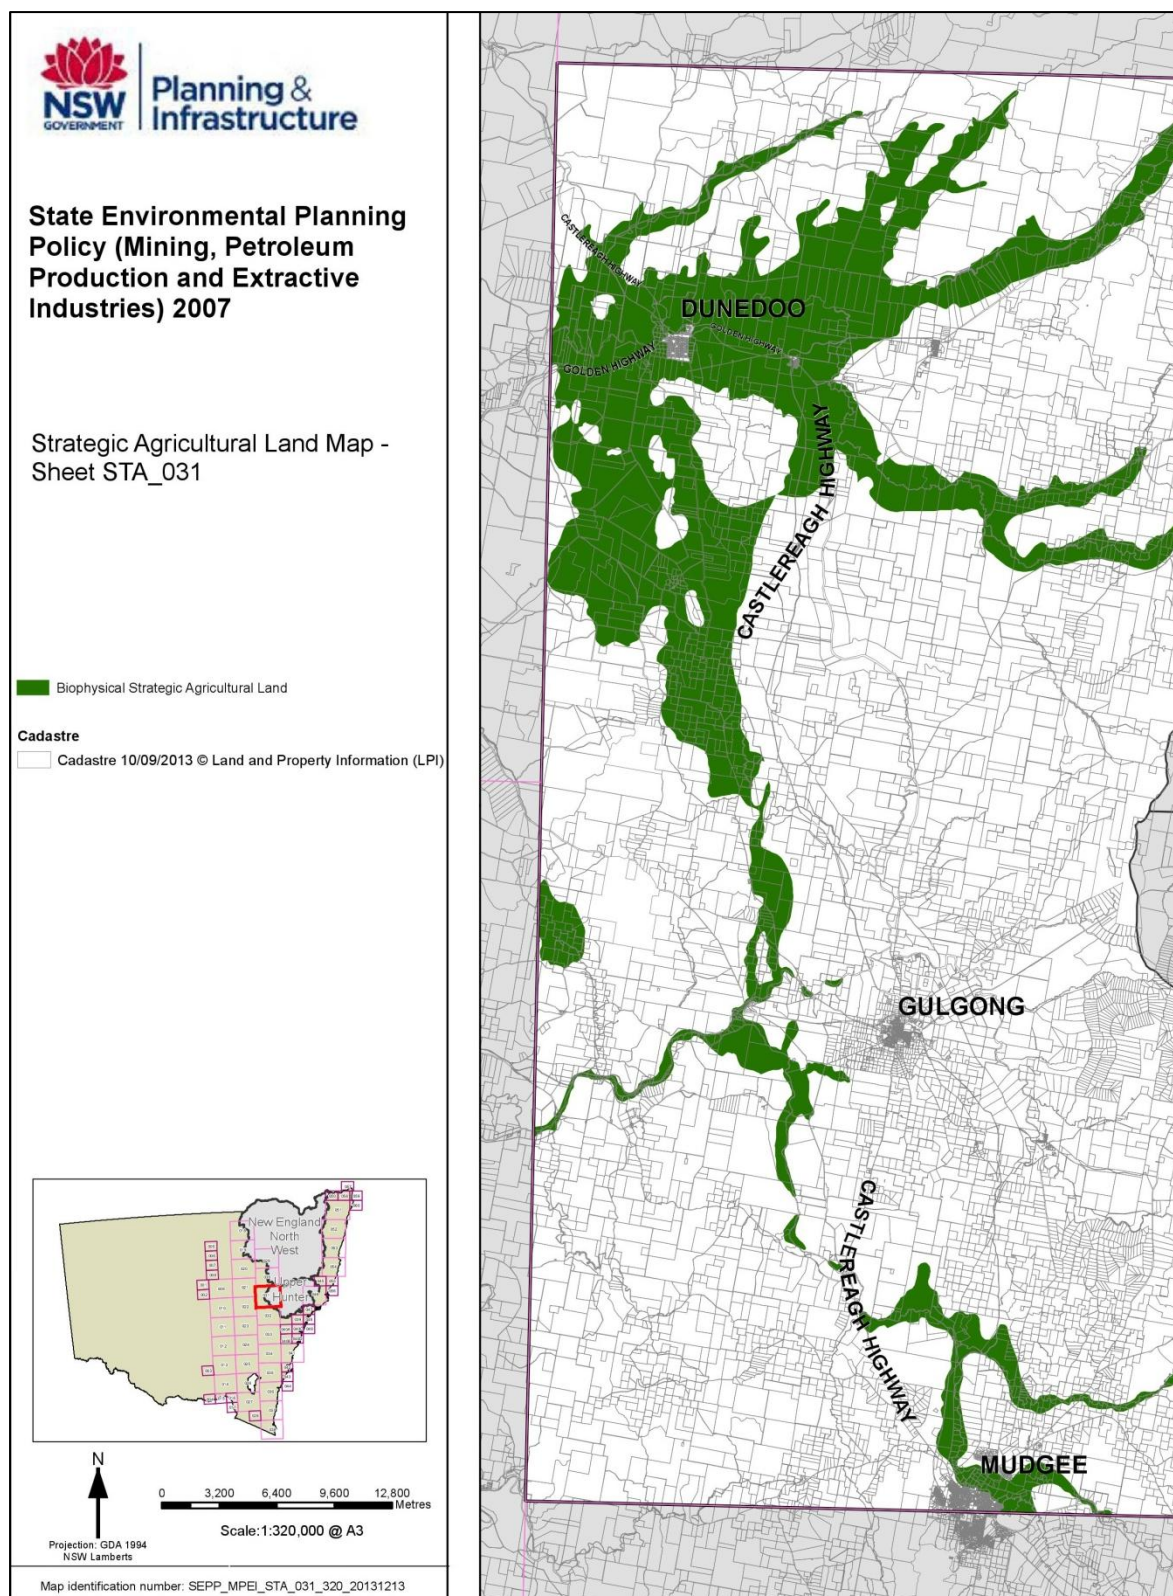 NSW
GOVERNMENT
Planning &
Infrastructure
State Environmental Planning
Policy (Mining, Petroleum
Production and Extractive
Industries) 2007
Strategic Agricultural Land Map -
Sheet STA_031
Biophysical Strategic Agricultural Land
Cadastre
Cadastre 10/09/2013 © Land and Property Information (LPI)
New England
North
West
Upper
Hunter
N
Projection: GDA 1994
NSW Lamberts
0 3,200 6,400 9,600 12,800
Metres
Scale:1:320,000 @ A3
Map identification number: SEPP_MPEI_STA_031_320_20131213
CASTLEREAGH HIGHWAY
DUNEDOO
GOLDEN HIGHWAY
GOLDEN HIGHWAY
CASTLEREAGH HIGHWAY
GULGONG
CASTLEREAGH HIGHWAY
MUDGEE